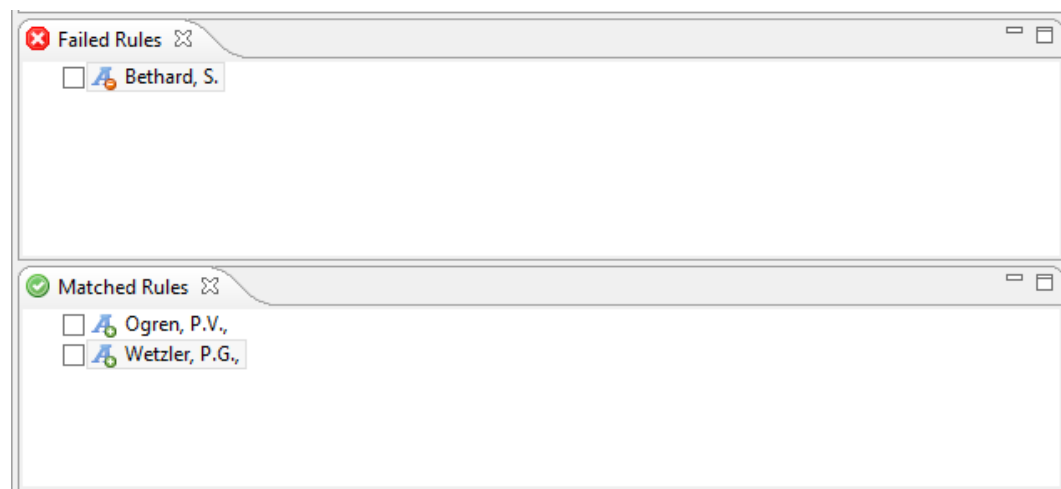 Failed Rules
Bethard, S.
Matched Rules
Ogren, P.V.,
Wetzler, P.G.,